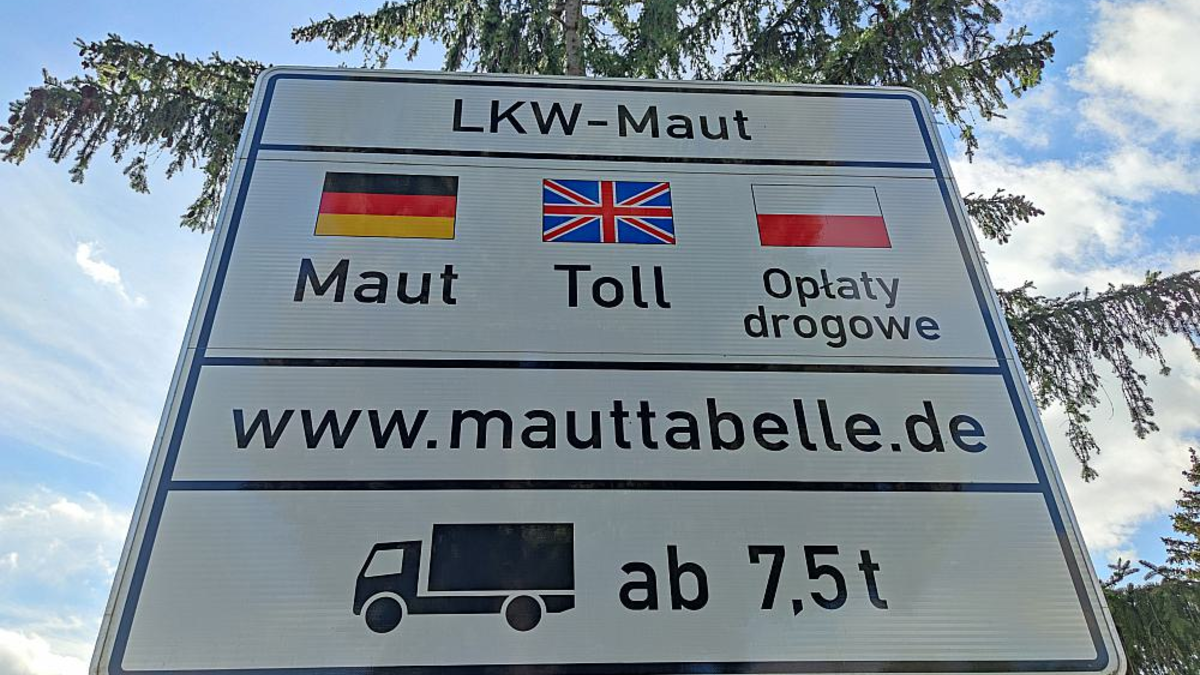 LKW-Maut
Maut
Toll
Opłaty
drogowe
www.mauttabelle.de
ab 7,5t